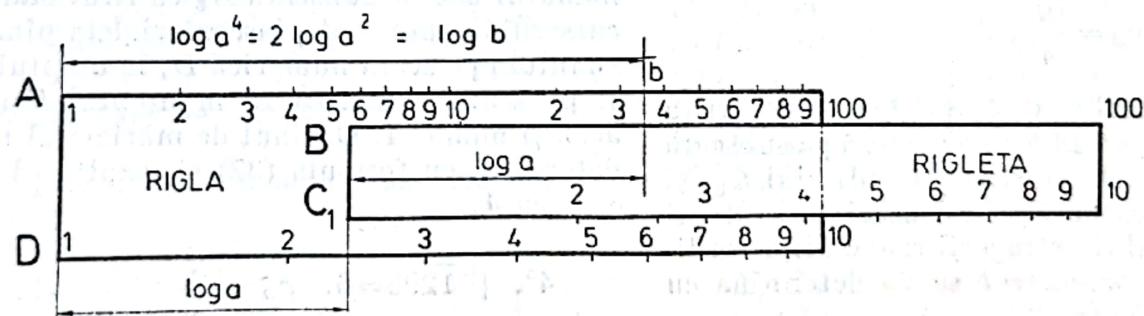 log a⁴ = 2 log a² = log b
b
A 1 2 3 4 5 6 7 8 9 10 2 3 4 5 6 7 8 9 100 100
B
RIGLA log a RIGLETA
C 1 2 3 4 5 6 7 8 9 10
D 1 2 3 4 5 6 7 8 9 10
log a